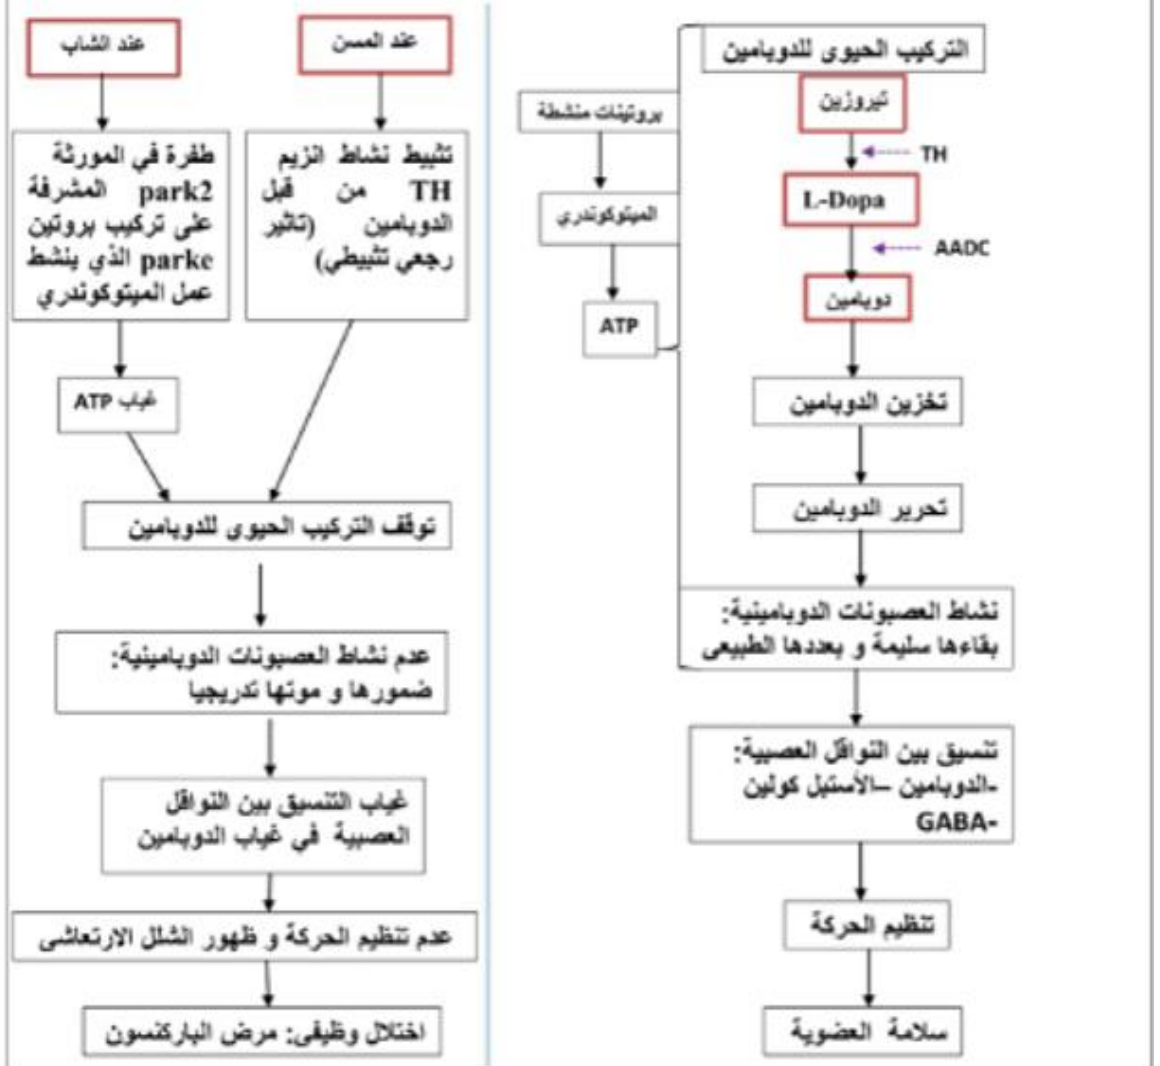 التركيب الحيوي للدوبامين
تيروزين
TH
L-Dopa
AADC
دوبامين
تخزين الدوبامين
تحرير الدوبامين
نشاط العصبونات الدوبامينية:
بقاءها سليمة و بعددها الطبيعي
تنسيق بين النواقل العصبية:
-الدوبامين –الأستيل كولين
-GABA
تنظيم الحركة
سلامة العضوية
بروتينات منشطة
الميتوكوندري
ATP
عند المسن
تثبيط نشاط انزيم
TH من قبل
الدوبامين (تاثير
رجعي تثبيطي)
عند الشاب
طفرة في المورثة
park2 المشرفة
على تركيب بروتين
parke الذي ينشط
عمل الميتوكوندري
غياب ATP
توقف التركيب الحيوي للدوبامين
عدم نشاط العصبونات الدوبامينية:
ضمورها و موتها تدريجيا
غياب التنسيق بين النواقل
العصبية في غياب الدوبامين
عدم تنظيم الحركة و ظهور الشلل الارتعاشي
اختلال وظيفي: مرض الباركنسون